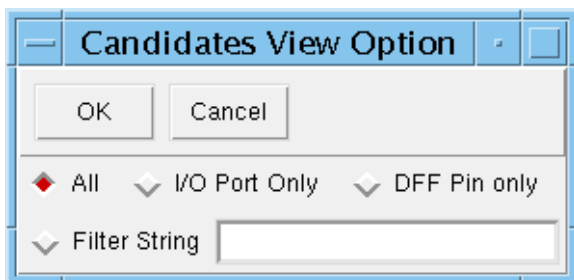 Candidates View Option
OK Cancel
All I/O Port Only DFF Pin only
Filter String